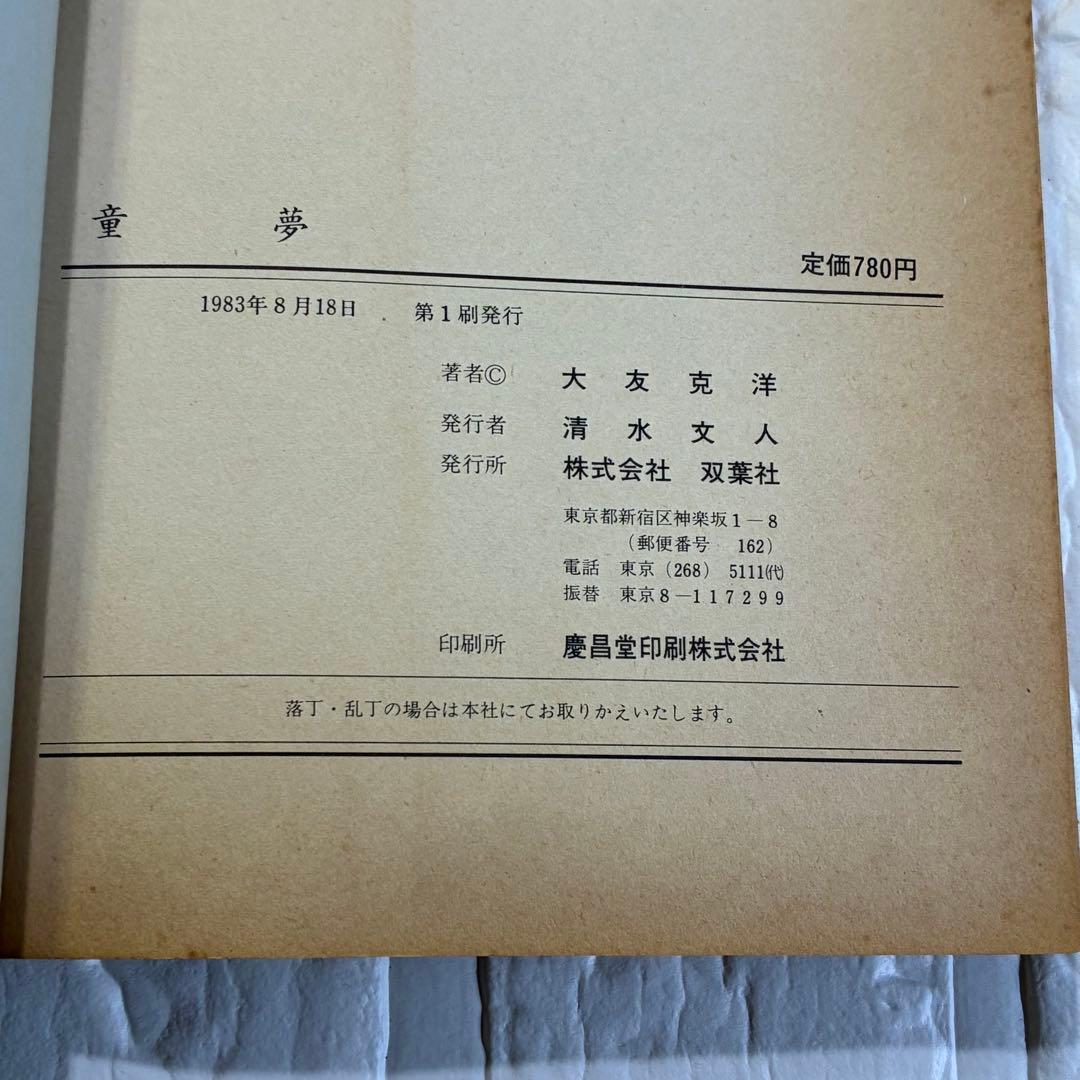 童夢
定価780円
1983年8月18日 第1刷発行
著者© 大友克洋
発行者 清水文人
発行所 株式会社 双葉社
東京都新宿区神楽坂1―8
(郵便番号 162)
電話 東京(268) 5111㈹
振替 東京8―117299
印刷所 慶昌堂印刷株式会社
落丁・乱丁の場合は本社にてお取りかえいたします。